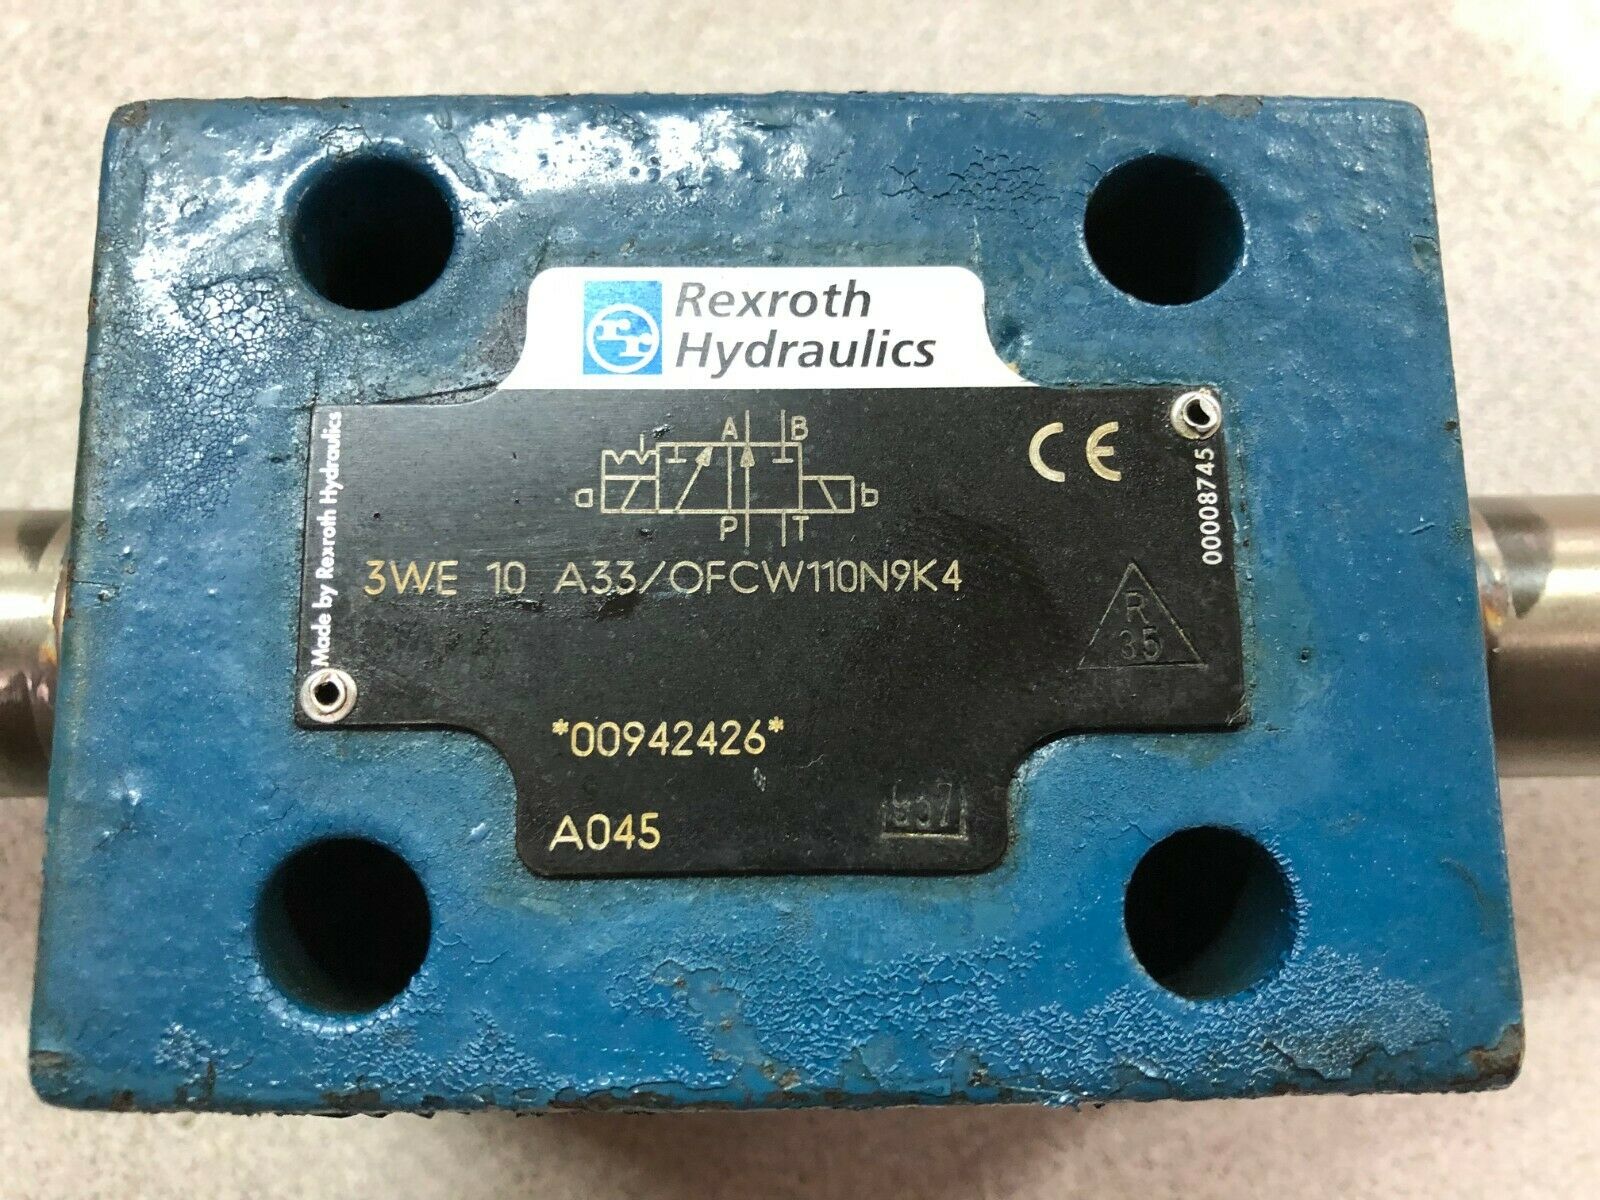 Rexroth
Hydraulics
Made by Rexroth Hydraulics
A B
a b
P T
CE
00008745
3WE 10 A33/OFCW110N9K4
R
35
*00942426*
A045